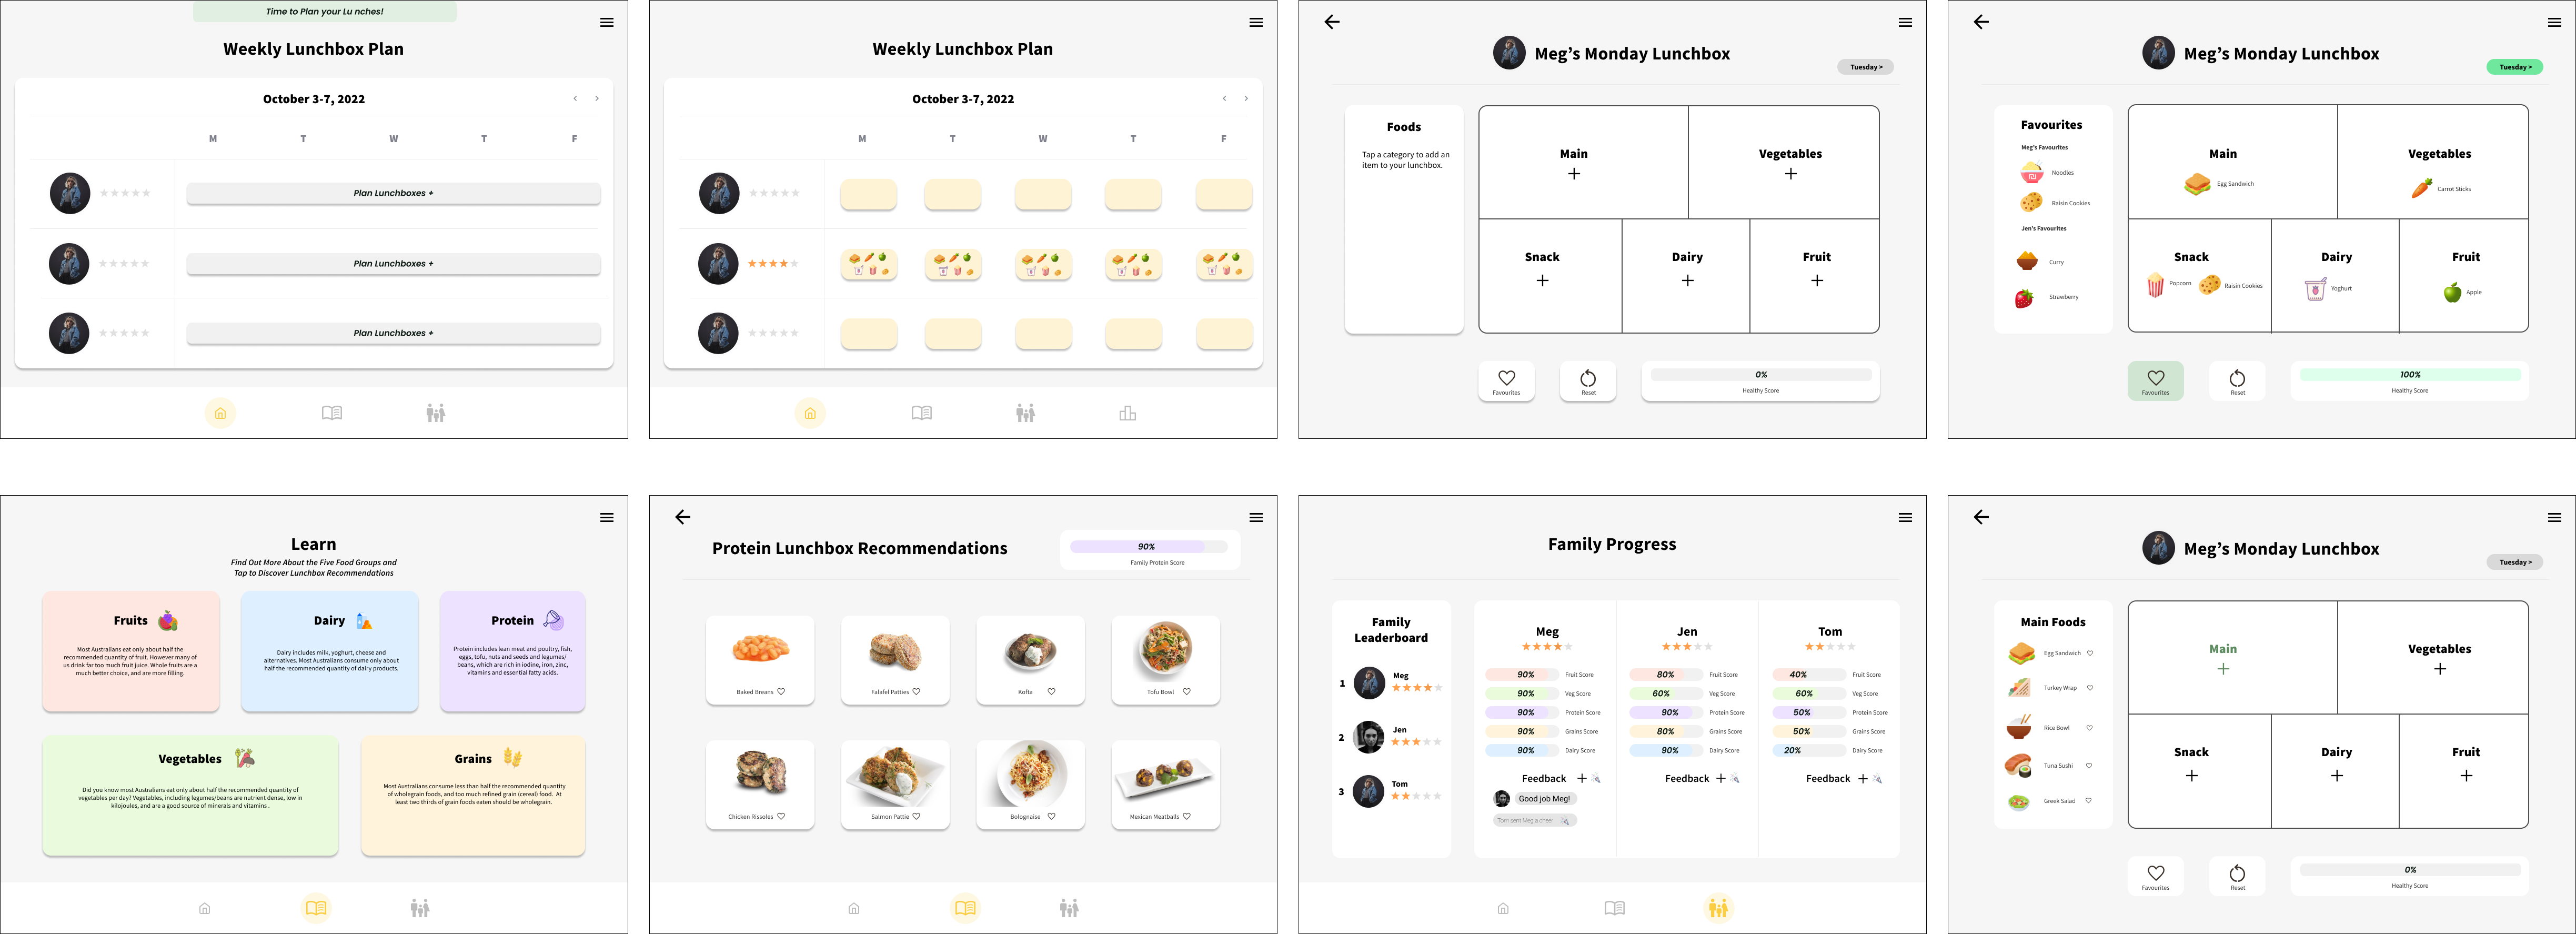 Time to Plan your Lu nches!
Weekly Lunchbox Plan
October 3-7, 2022
M T W T F
Plan Lunchboxes +
Plan Lunchboxes +
Plan Lunchboxes +
Weekly Lunchbox Plan
October 3-7, 2022
M T W T F
Meg's Monday Lunchbox
Tuesday >
Foods
Tap a category to add an
item to your lunchbox.
Main
Vegetables
Snack
Dairy
Fruit
Favourites
Reset
0%
Healthy Score
Meg's Monday Lunchbox
Tuesday >
Favourites
Meg's Favourites
Noodles
Raisin Cookies
Jen's Favourites
Curry
Strawberry
Main
Egg Sandwich
Vegetables
Carrot Sticks
Snack
Popcorn
Raisin Cookies
Dairy
Yoghurt
Fruit
Apple
Favourites
Reset
100%
Healthy Score
Learn
Find Out More About the Five Food Groups and
Tap to Discover Lunchbox Recommendations
Fruits
Most Australians eat only about half the
recommended quantity of fruit. However many of
us drink far too much fruit juice. Whole fruits are a
much better choice, and are more filling.
Dairy
Dairy includes milk, yoghurt, cheese and
alternatives. Most Australians consume only about
half the recommended quantity of dairy products.
Protein
Protein includes lean meat and poultry, fish,
eggs, tofu, nuts and seeds and legumes/
beans, which are rich in iodine, iron, zinc,
vitamins and essential fatty acids.
Vegetables
Did you know most Australians eat only about half the recommended quantity of
vegetables per day? Vegetables, including legumes/beans are nutrient dense, low in
kilojoules, and are a good source of minerals and vitamins .
Grains
Most Australians consume less than half the recommended quantity
of wholegrain foods, and too much refined grain (cereal) food. At
least two thirds of grain foods eaten should be wholegrain.
Protein Lunchbox Recommendations
90%
Family Protein Score
Baked Breans
Falafel Patties
Kofta
Tofu Bowl
Chicken Rissoles
Salmon Pattie
Bolognaise
Mexican Meatballs
Family Progress
Family
Leaderboard
1 Meg
2 Jen
3 Tom
Meg
90% Fruit Score
90% Veg Score
90% Protein Score
90% Grains Score
90% Dairy Score
Feedback +
Good job Meg!
Tom sent Meg a cheer
Jen
80% Fruit Score
60% Veg Score
90% Protein Score
80% Grains Score
90% Dairy Score
Feedback +
Tom
40% Fruit Score
60% Veg Score
50% Protein Score
50% Grains Score
20% Dairy Score
Feedback +
Meg's Monday Lunchbox
Tuesday >
Main Foods
Egg Sandwich
Turkey Wrap
Rice Bowl
Tuna Sushi
Greek Salad
Main
Vegetables
Snack
Dairy
Fruit
Favourites
Reset
0%
Healthy Score